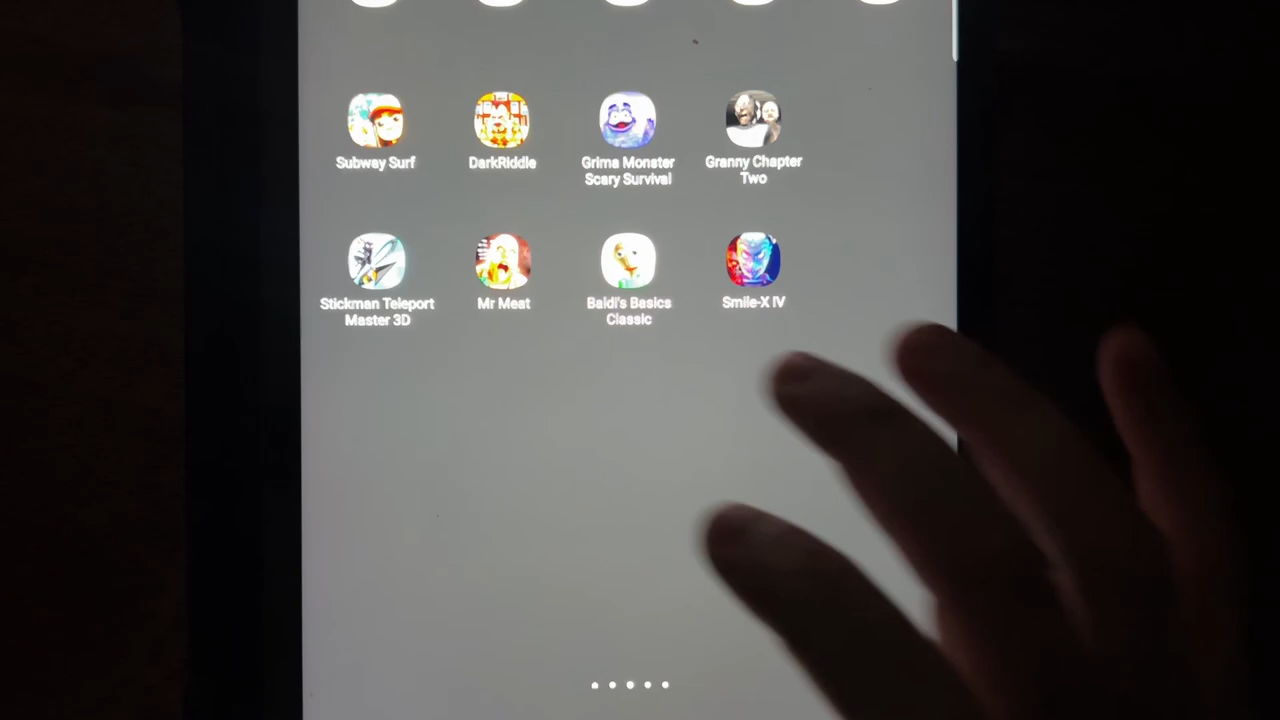 Subway Surf
DarkRiddle
Grima Monster
Scary Survival
Granny Chapter
Two
Stickman Teleport
Master 3D
Mr Meat
Baldi's Basics
Classic
Smile-X IV